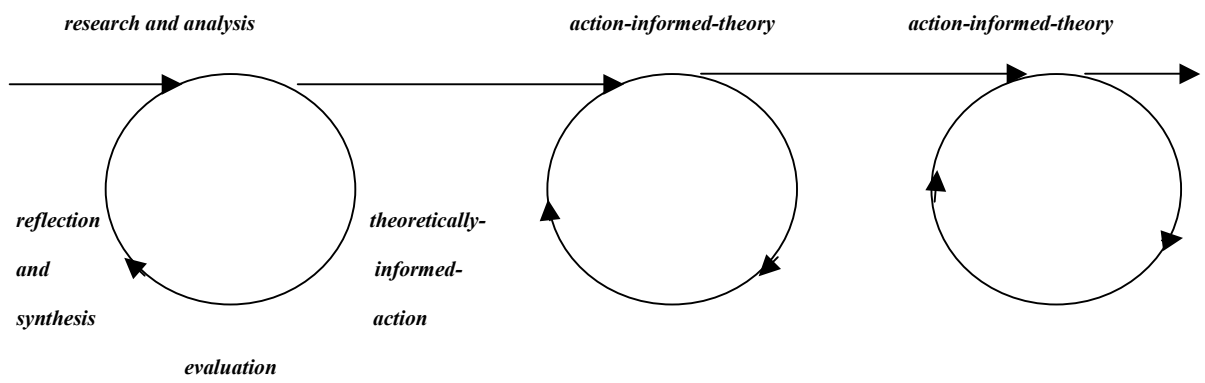 research and analysis
action-informed-theory
action-informed-theory
reflection
and
synthesis
theoretically-
informed-
action
evaluation